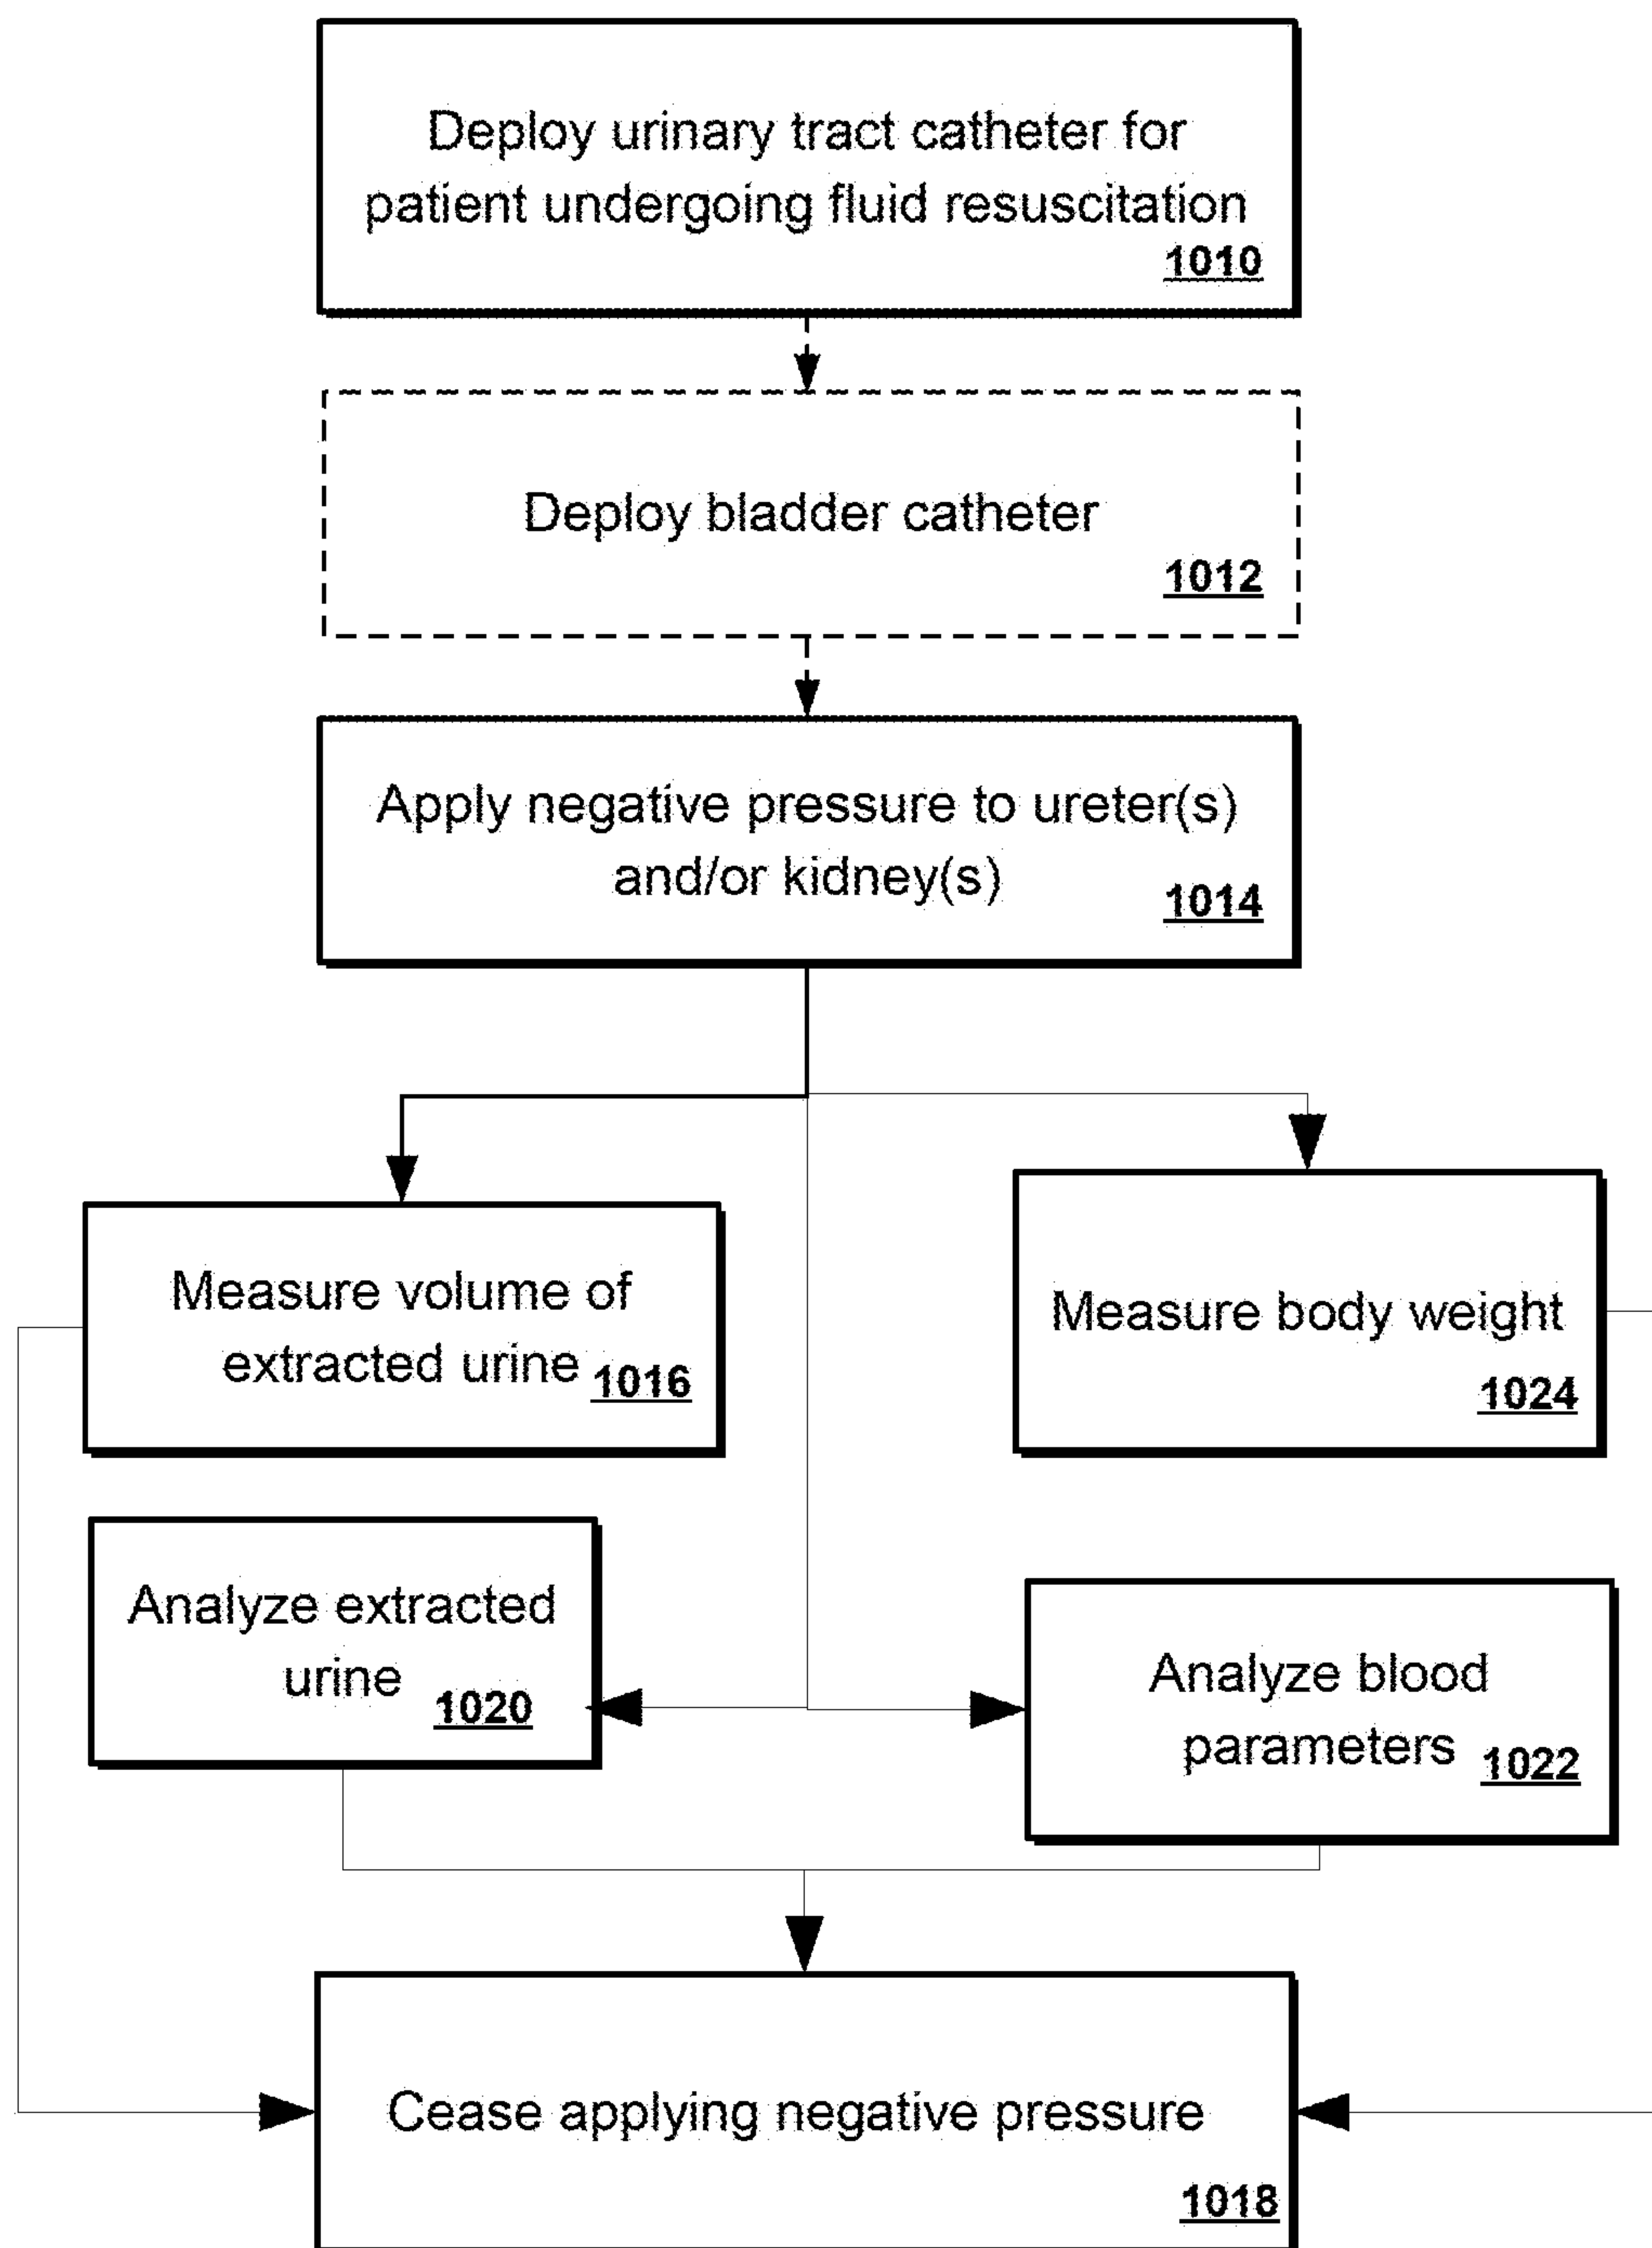 Deploy urinary tract catheter for
patient undergoing fluid resuscitation
1010
Deploy bladder catheter
1012
Apply negative pressure to ureter(s)
and/or kidney(s)
1014
Measure volume of
extracted urine
1016
Measure body weight
1024
Analyze extracted
urine
1020
Analyze blood
parameters
1022
Cease applying negative pressure
1018